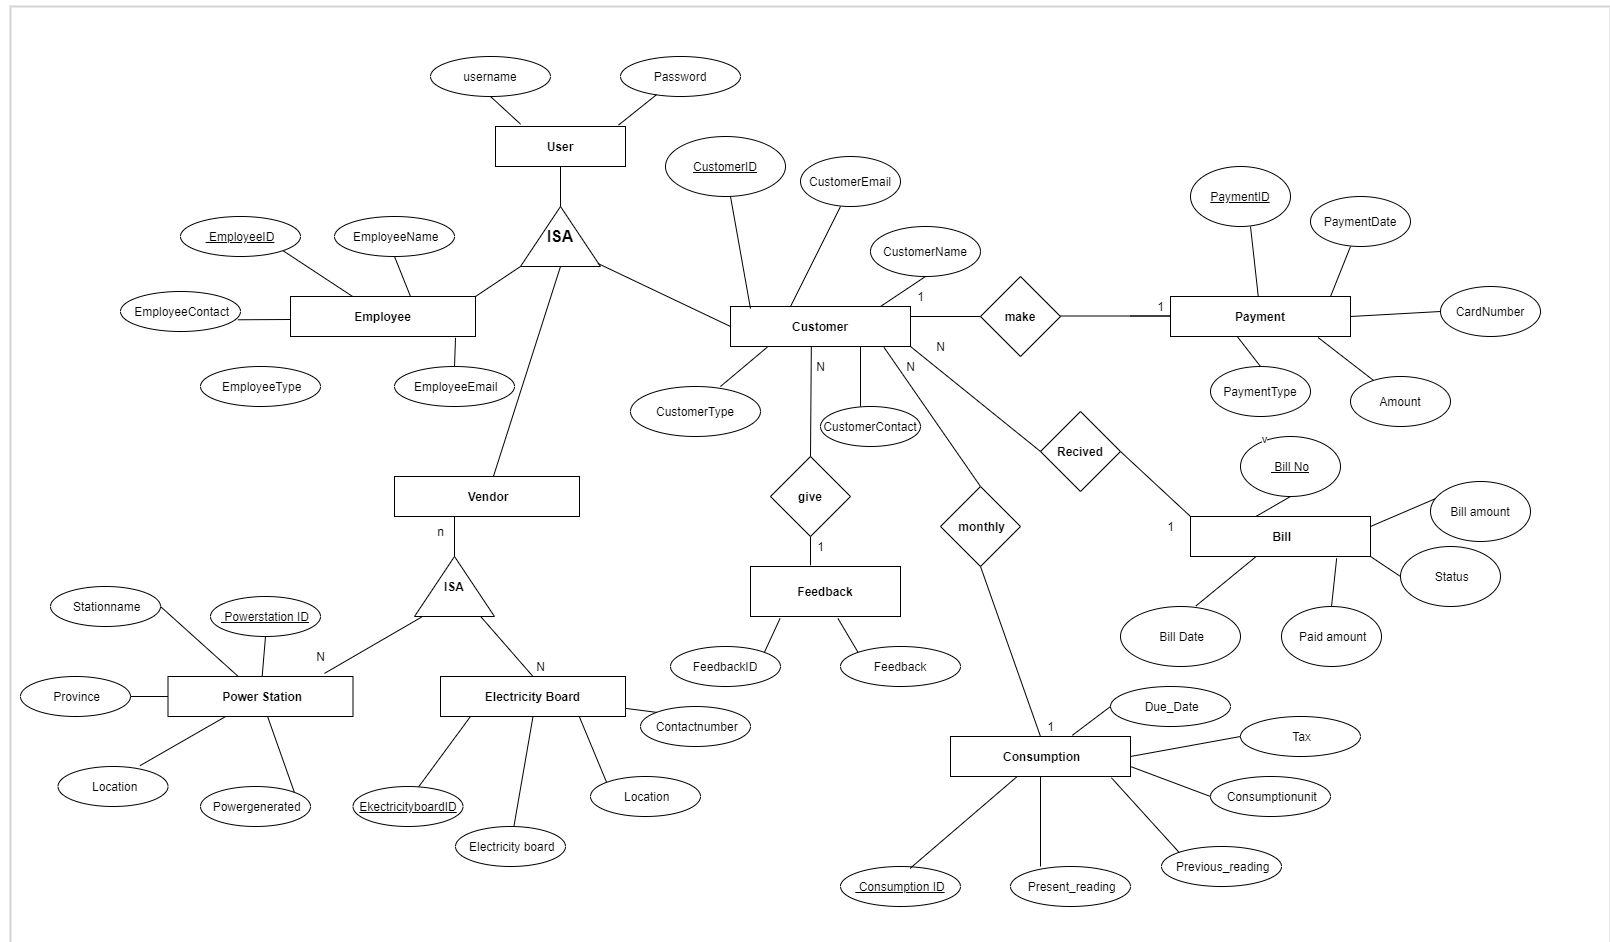 username
Password
User
CustomerID
CustomerEmail
PaymentID
PaymentDate
EmployeeID
EmployeeName
ISA
CustomerName
EmployeeContact
Employee
Customer
1
make
1
Payment
CardNumber
N
N
N
EmployeeType
EmployeeEmail
CustomerType
CustomerContact
PaymentType
Amount
v
Recived
Bill No
Vendor
give
monthly
Bill amount
n
1
1
Bill
ISA
Feedback
Status
Stationname
Powerstation ID
Bill Date
Paid amount
N
N
FeedbackID
Feedback
Province
Power Station
Electricity Board
Contactnumber
Due_Date
1
Tax
Consumption
Location
Powergenerated
EkectricityboardID
Location
Consumptionunit
Electricity board
Previous_reading
Consumption ID
Present_reading